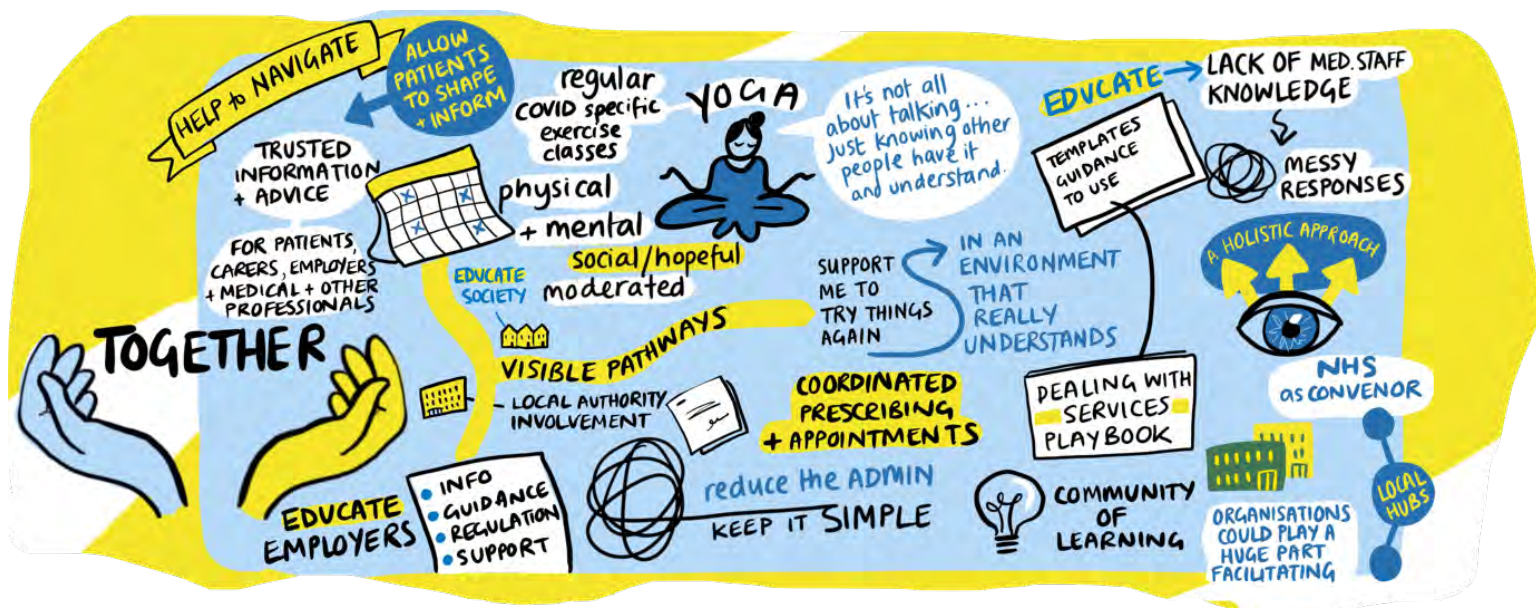 HELP to NAVIGATE
ALLOW
PATIENTS
TO SHAPE
+ INFORM
TRUSTED
INFORMATION
+ ADVICE
FOR PATIENTS,
CARERS, EMPLOYERS
+ MEDICAL + OTHER
PROFESSIONALS
TOGETHER
regular
COVID specific
exercise
classes
YOGA
physical
+ mental
social/hopeful
moderated
It's not all
about talking...
Just knowing other
people have it
and understand.
EDUCATE
LACK OF MED. STAFF
KNOWLEDGE
MESSY
RESPONSES
TEMPLATES
GUIDANCE
TO USE
A HOLISTIC APPROACH
EDUCATE
SOCIETY
VISIBLE PATHWAYS
LOCAL AUTHORITY
INVOLVEMENT
SUPPORT
ME TO
TRY THINGS
AGAIN
IN AN
ENVIRONMENT
THAT
REALLY
UNDERSTANDS
COORDINATED
PRESCRIBING
+ APPOINTMENTS
DEALING WITH
SERVICES
PLAYBOOK
NHS
as CONVENOR
LOCAL
HUBS
EDUCATE
EMPLOYERS
INFO
GUIDANCE
REGULATION
SUPPORT
reduce the ADMIN
KEEP IT SIMPLE
COMMUNITY
OF
LEARNING
ORGANISATIONS
COULD PLAY A
HUGE PART
FACILITATING